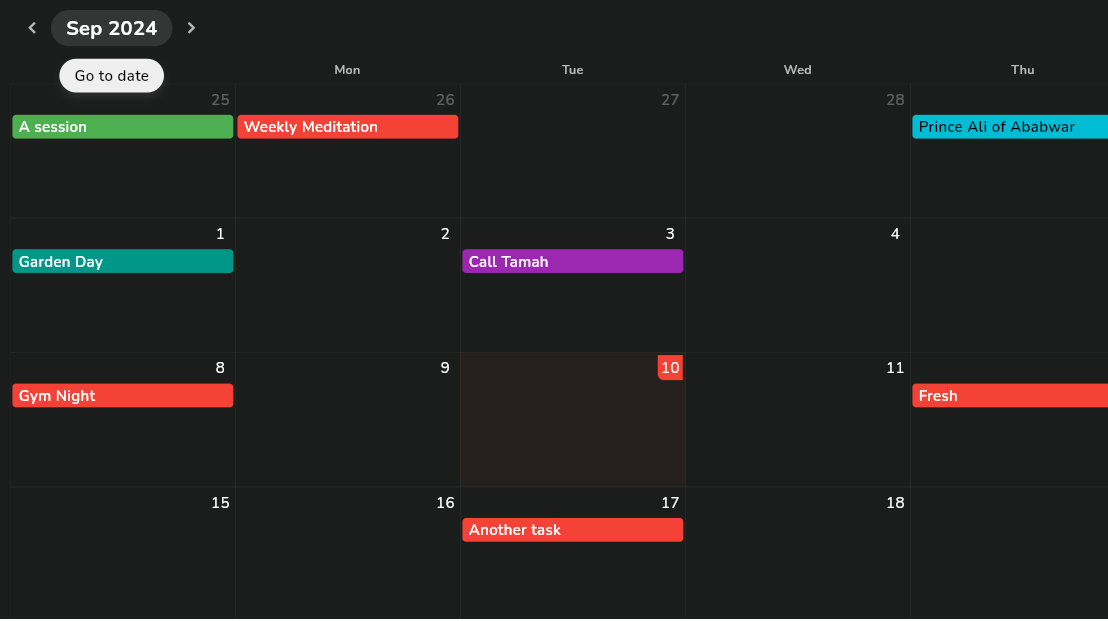 Sep 2024
Go to date
Mon Tue Wed Thu
25 26 27 28
A session Weekly Meditation Prince Ali of Ababwar
1 2 3 4
Garden Day Call Tamah
8 9 10 11
Gym Night Fresh
15 16 17 18
Another task